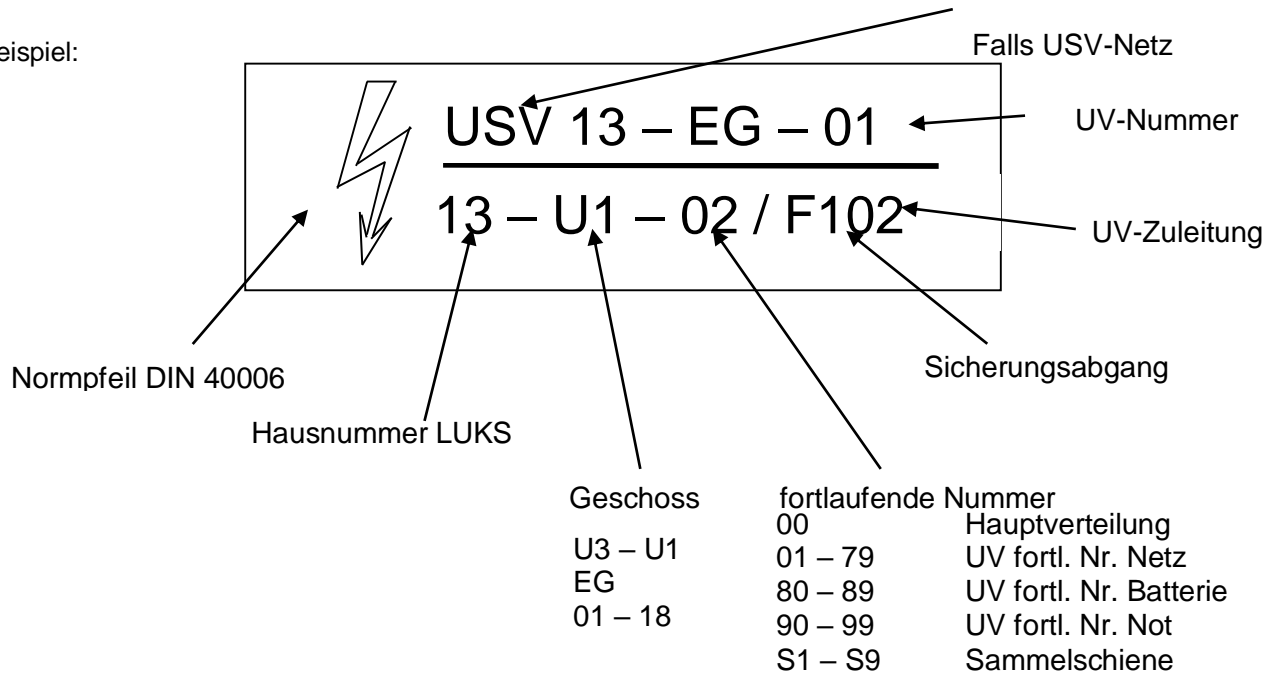 eispiel:
Falls USV-Netz
USV 13 – EG – 01
UV-Nummer
13 – U1 – 02 / F102
UV-Zuleitung
Normpfeil DIN 40006
Sicherungsabgang
Hausnummer LUKS
Geschoss
U3 – U1
EG
01 – 18
fortlaufende Nummer
00 Hauptverteilung
01 – 79 UV fortl. Nr. Netz
80 – 89 UV fortl. Nr. Batterie
90 – 99 UV fortl. Nr. Not
S1 – S9 Sammelschiene